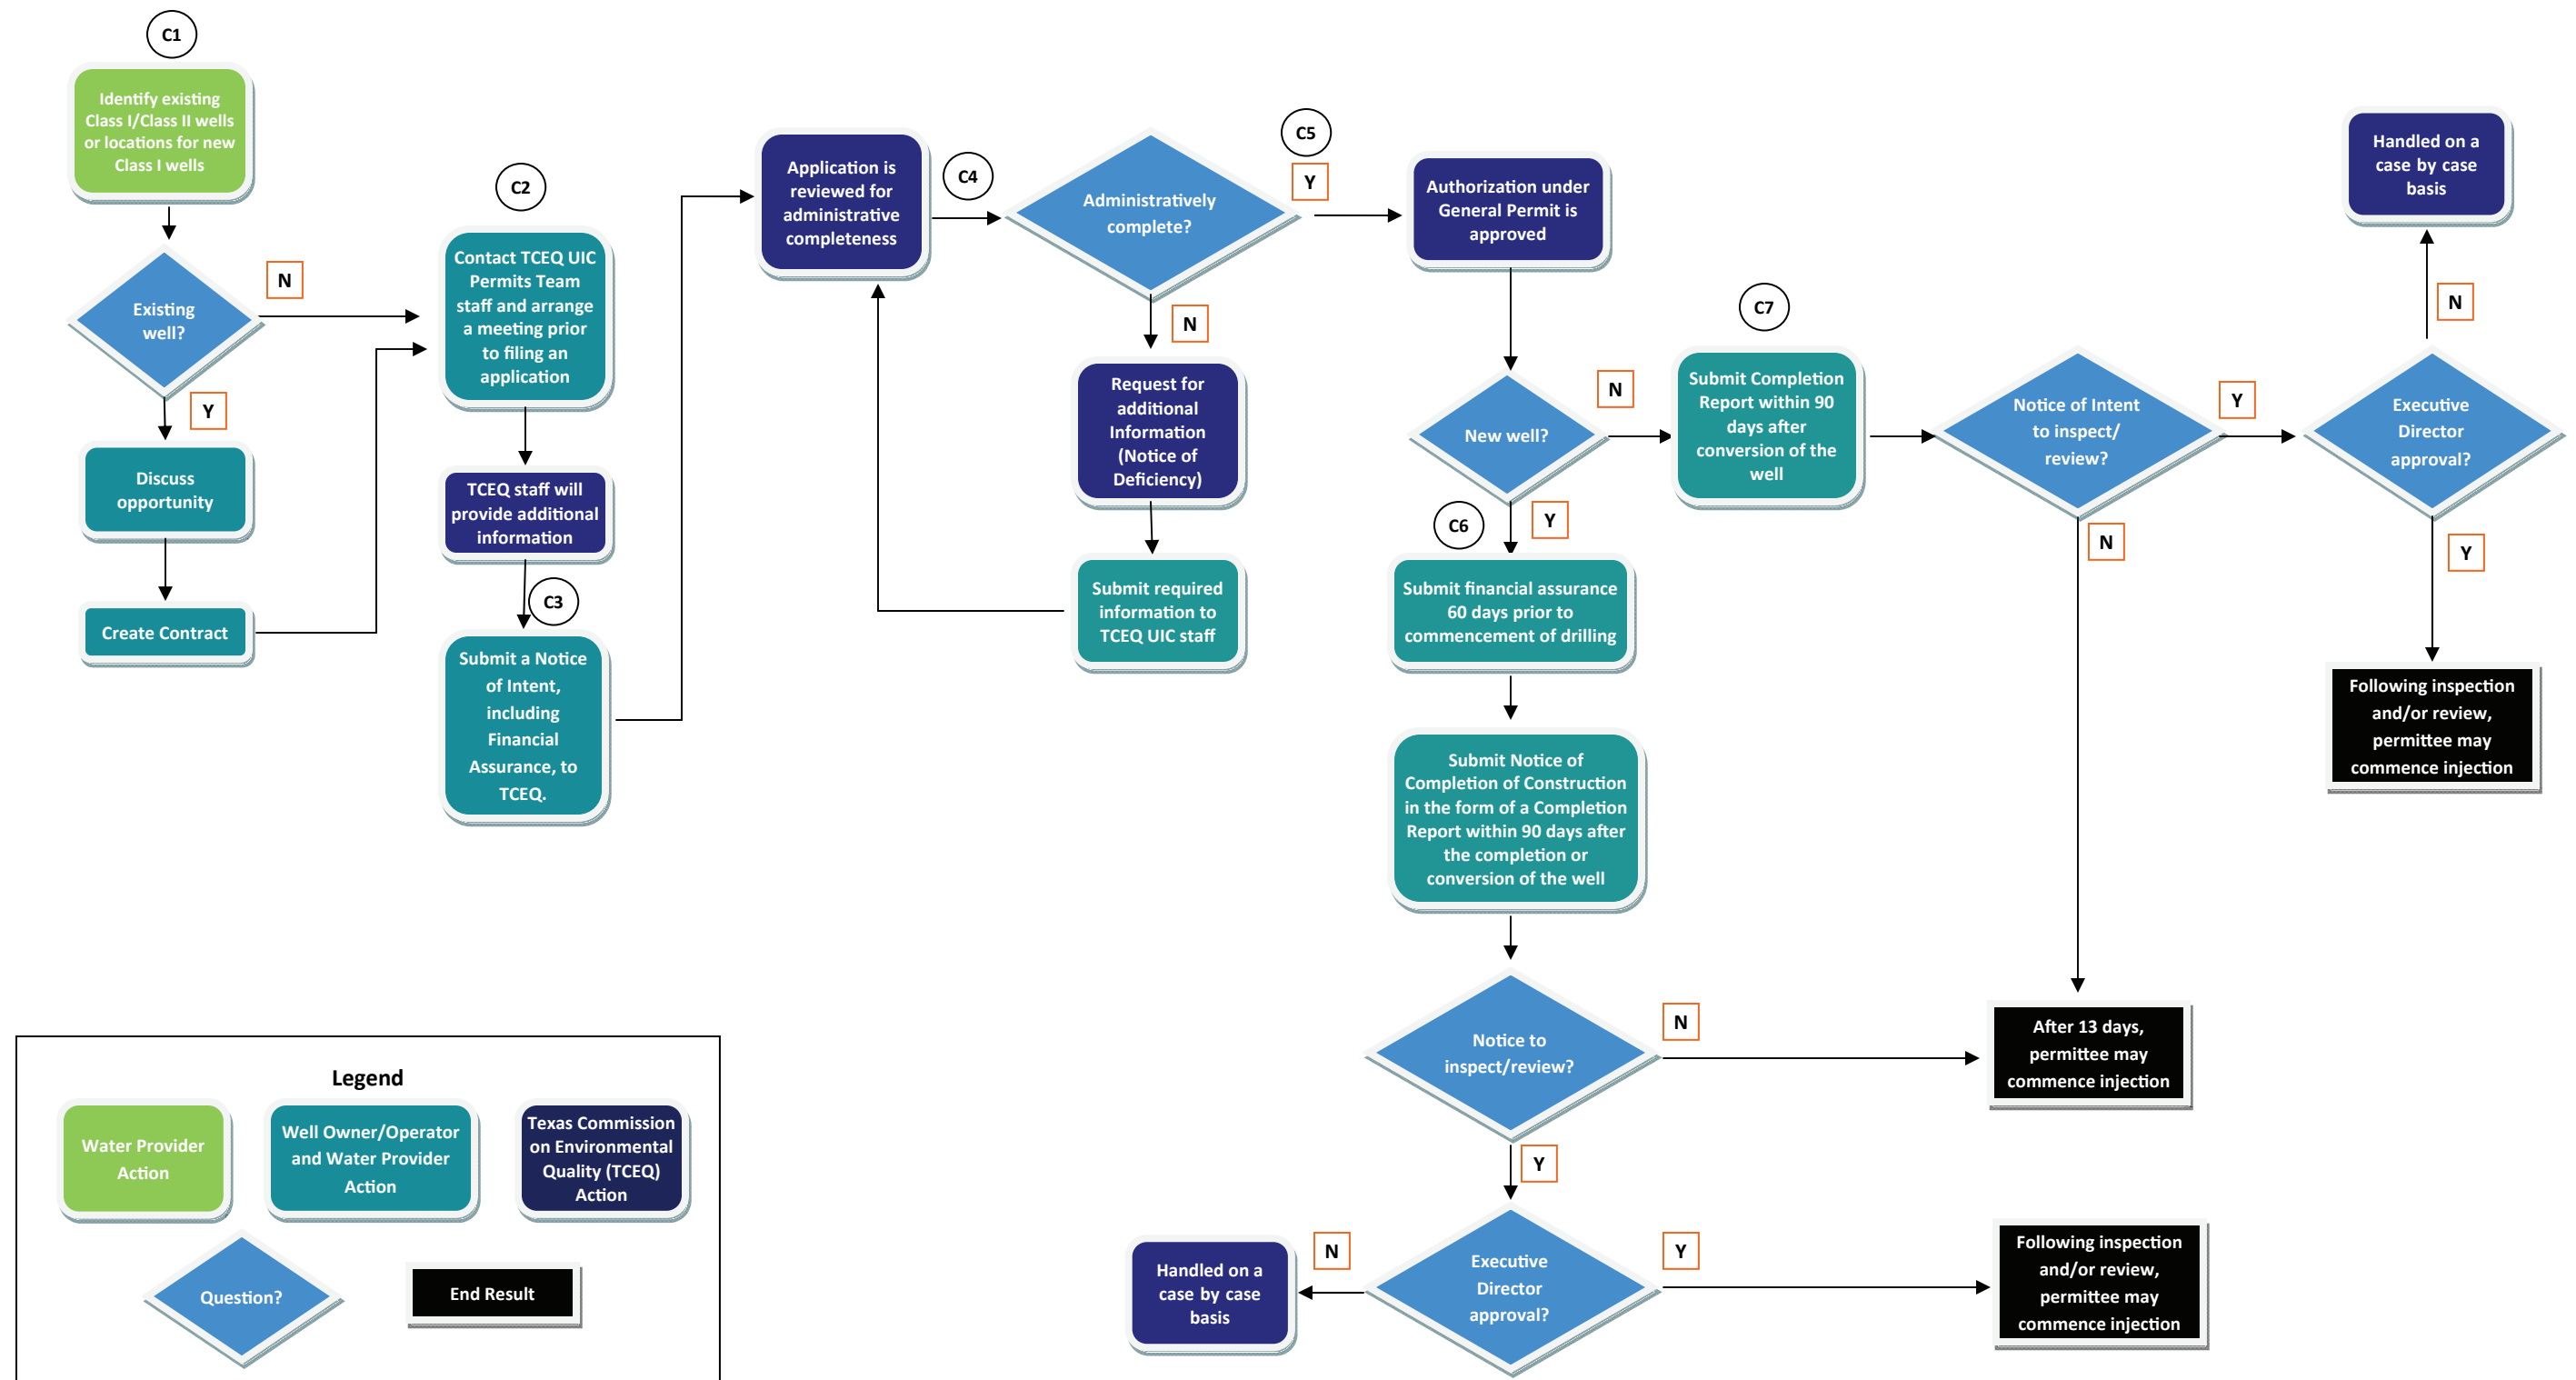 C1
Identify existing
Class I/Class II wells
or locations for new
Class I wells
Existing
well?
N
Y
Discuss
opportunity
Create Contract
C2
Contact TCEQ UIC
Permits Team
staff and arrange
a meeting prior
to filing an
application
TCEQ staff will
provide additional
information
C3
Submit a Notice
of Intent,
including
Financial
Assurance, to
TCEQ.
Application is
reviewed for
administrative
completeness
C4
Administratively
complete?
N
Request for
additional
Information
(Notice of
Deficiency)
Submit required
information to
TCEQ UIC staff
C5
Y
Authorization under
General Permit is
approved
New well?
N
Y
C7
Submit Completion
Report within 90
days after
conversion of the
well
Notice of Intent
to inspect/
review?
Y
N
Executive
Director
approval?
N
Handled on a
case by case
basis
Y
Following inspection
and/or review,
permittee may
commence injection
C6
Submit financial assurance
60 days prior to
commencement of drilling
Submit Notice of
Completion of Construction
in the form of a Completion
Report within 90 days after
the completion or
conversion of the well
Notice to
inspect/review?
N
After 13 days,
permittee may
commence injection
Y
Executive
Director
approval?
N
Handled on a
case by case
basis
Y
Following inspection
and/or review,
permittee may
commence injection
Legend
Water Provider
Action
Well Owner/Operator
and Water Provider
Action
Texas Commission
on Environmental
Quality (TCEQ)
Action
Question?
End Result